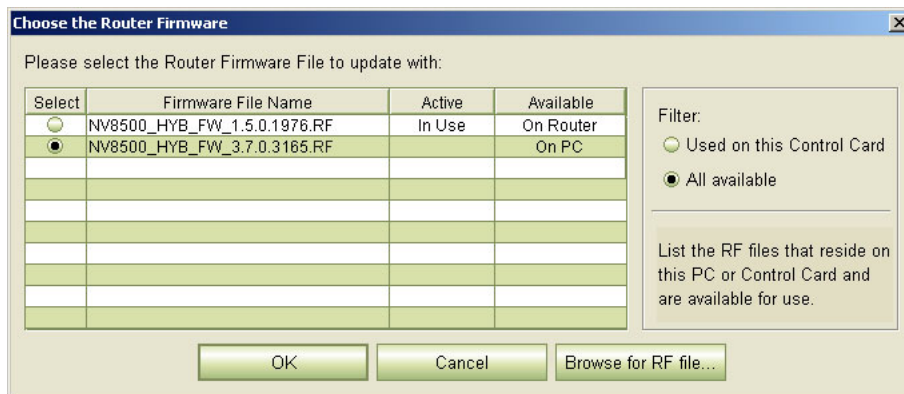 Choose the Router Firmware
Please select the Router Firmware File to update with:
Select Firmware File Name Active Available
NV8500_HYB_FW_1.5.0.1976.RF In Use On Router
NV8500_HYB_FW_3.7.0.3165.RF On PC
Filter:
Used on this Control Card
All available
List the RF files that reside on
this PC or Control Card and
are available for use.
OK Cancel Browse for RF file...